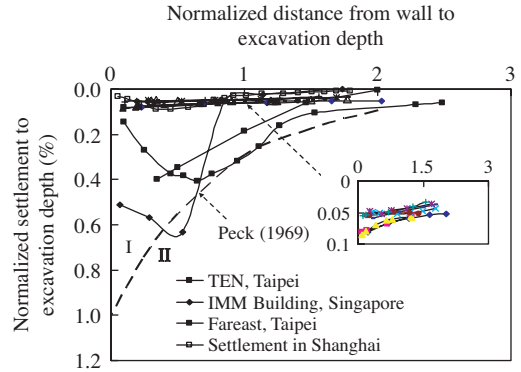 Normalized distance from wall to
excavation depth
0 1 2 3
Normalized settlement to
excavation depth (%)
0.0
0.2
0.4
0.6
0.8
1.0
1.2
0 1.5 3
0
0.05
0.1
Peck (1969)
I II
TEN, Taipei
IMM Building, Singapore
Fareast, Taipei
Settlement in Shanghai